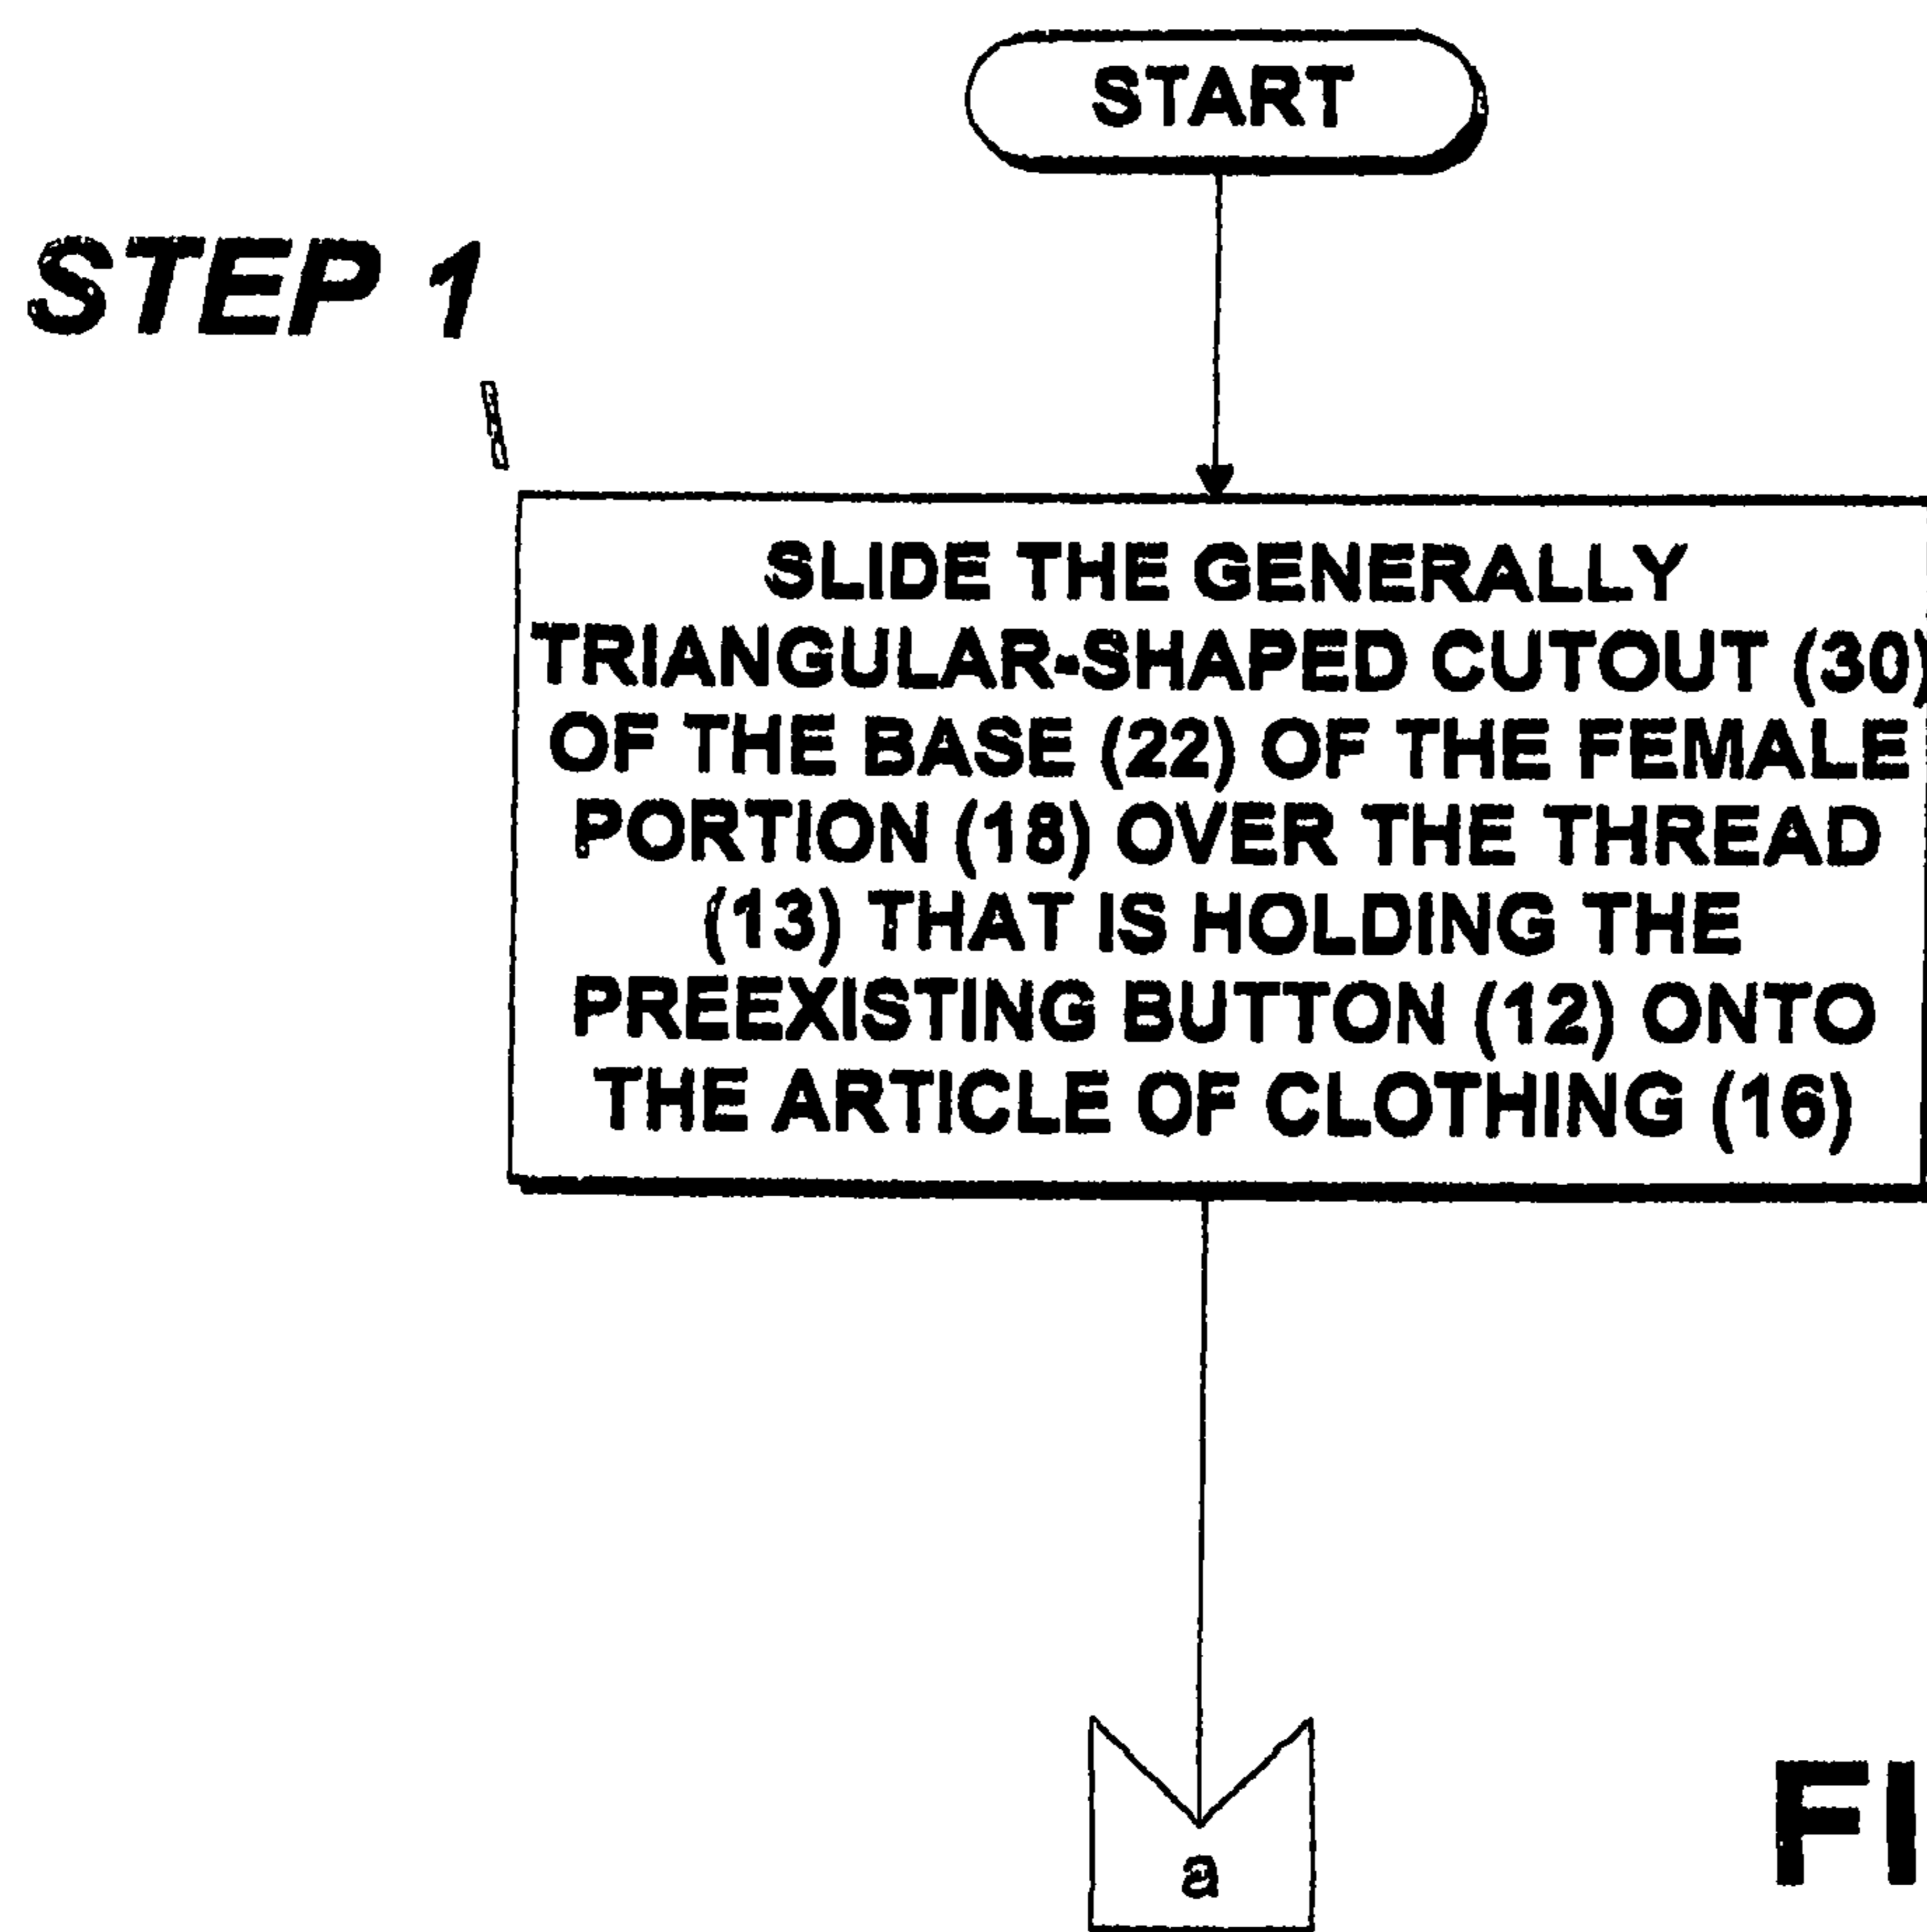 START
STEP 1
SLIDE THE GENERALLY
TRIANGULAR-SHAPED CUTOUT (30)
OF THE BASE (22) OF THE FEMALE
PORTION (18) OVER THE THREAD
(13) THAT IS HOLDING THE
PREEXISTING BUTTON (12) ONTO
THE ARTICLE OF CLOTHING (16)
a
FI